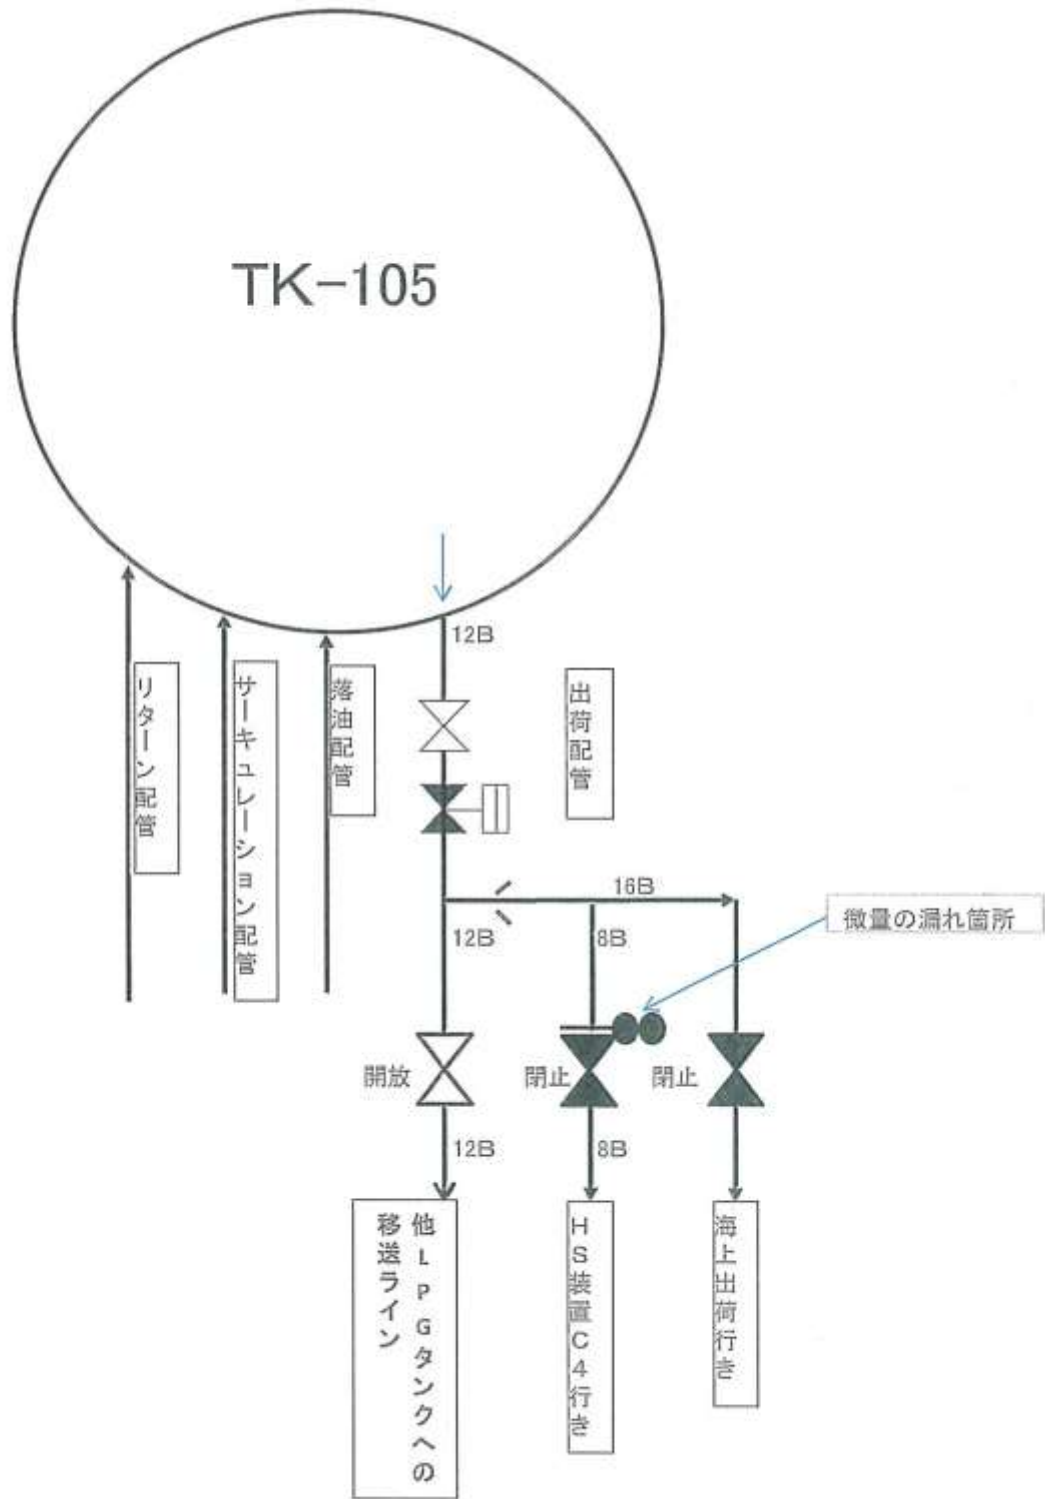 TK-105
12B
リターン配管
サーキュレーション配管
落油配管
出荷配管
16B
12B
8B
微量の漏れ箇所
開放
閉止
閉止
12B
8B
他LPGタンクへの
移送ライン
HS装置C4行き
海上出荷行き